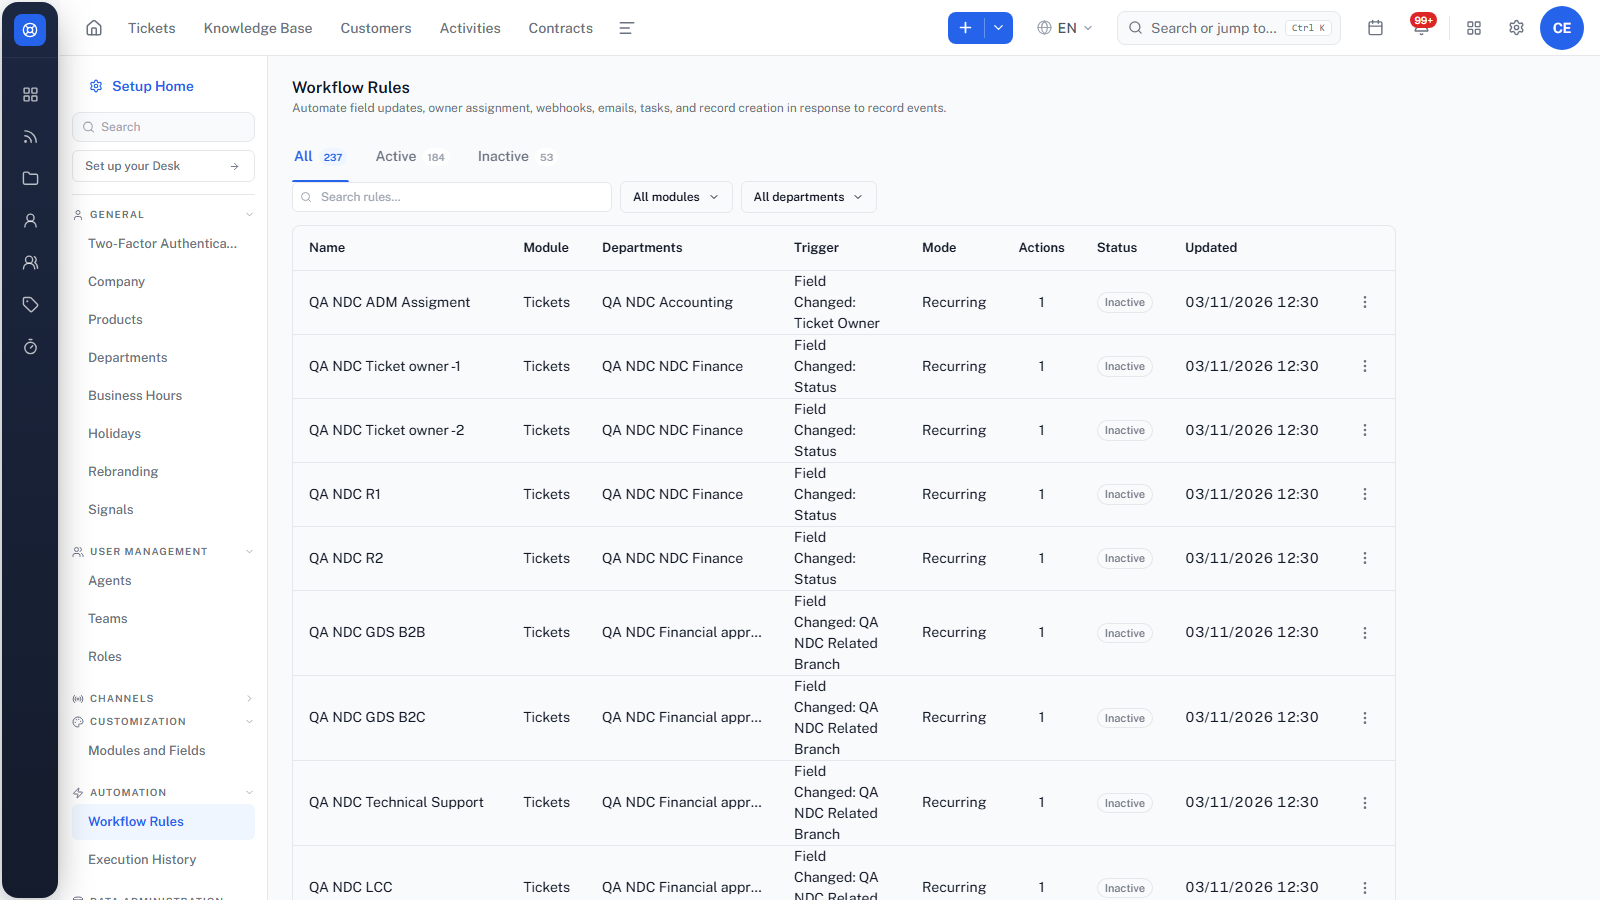 Tickets
Knowledge Base
Customers
Activities
Contracts
EN
Search or jump to...
Ctrl K
99+
CE
Setup Home
Search
Set up your Desk
GENERAL
Two-Factor Authentica...
Company
Products
Departments
Business Hours
Holidays
Rebranding
Signals
USER MANAGEMENT
Agents
Teams
Roles
CHANNELS
CUSTOMIZATION
Modules and Fields
AUTOMATION
Workflow Rules
Execution History
DATA ADMINISTRATION
Workflow Rules
Automate field updates, owner assignment, webhooks, emails, tasks, and record creation in response to record events.
All 237
Active 184
Inactive 53
Search rules...
All modules
All departments
Name Module Departments Trigger Mode Actions Status Updated
QA NDC ADM Assigment Tickets QA NDC Accounting Field
Changed:
Ticket Owner Recurring 1 Inactive 03/11/2026 12:30
QA NDC Ticket owner -1 Tickets QA NDC NDC Finance Field
Changed:
Status Recurring 1 Inactive 03/11/2026 12:30
QA NDC Ticket owner -2 Tickets QA NDC NDC Finance Field
Changed:
Status Recurring 1 Inactive 03/11/2026 12:30
QA NDC R1 Tickets QA NDC NDC Finance Field
Changed:
Status Recurring 1 Inactive 03/11/2026 12:30
QA NDC R2 Tickets QA NDC NDC Finance Field
Changed:
Status Recurring 1 Inactive 03/11/2026 12:30
QA NDC GDS B2B Tickets QA NDC Financial appr... Field
Changed: QA
NDC Related
Branch Recurring 1 Inactive 03/11/2026 12:30
QA NDC GDS B2C Tickets QA NDC Financial appr... Field
Changed: QA
NDC Related
Branch Recurring 1 Inactive 03/11/2026 12:30
QA NDC Technical Support Tickets QA NDC Financial appr... Field
Changed: QA
NDC Related
Branch Recurring 1 Inactive 03/11/2026 12:30
QA NDC LCC Tickets QA NDC Financial appr... Field
Changed: QA
NDC Related Recurring 1 Inactive 03/11/2026 12:30